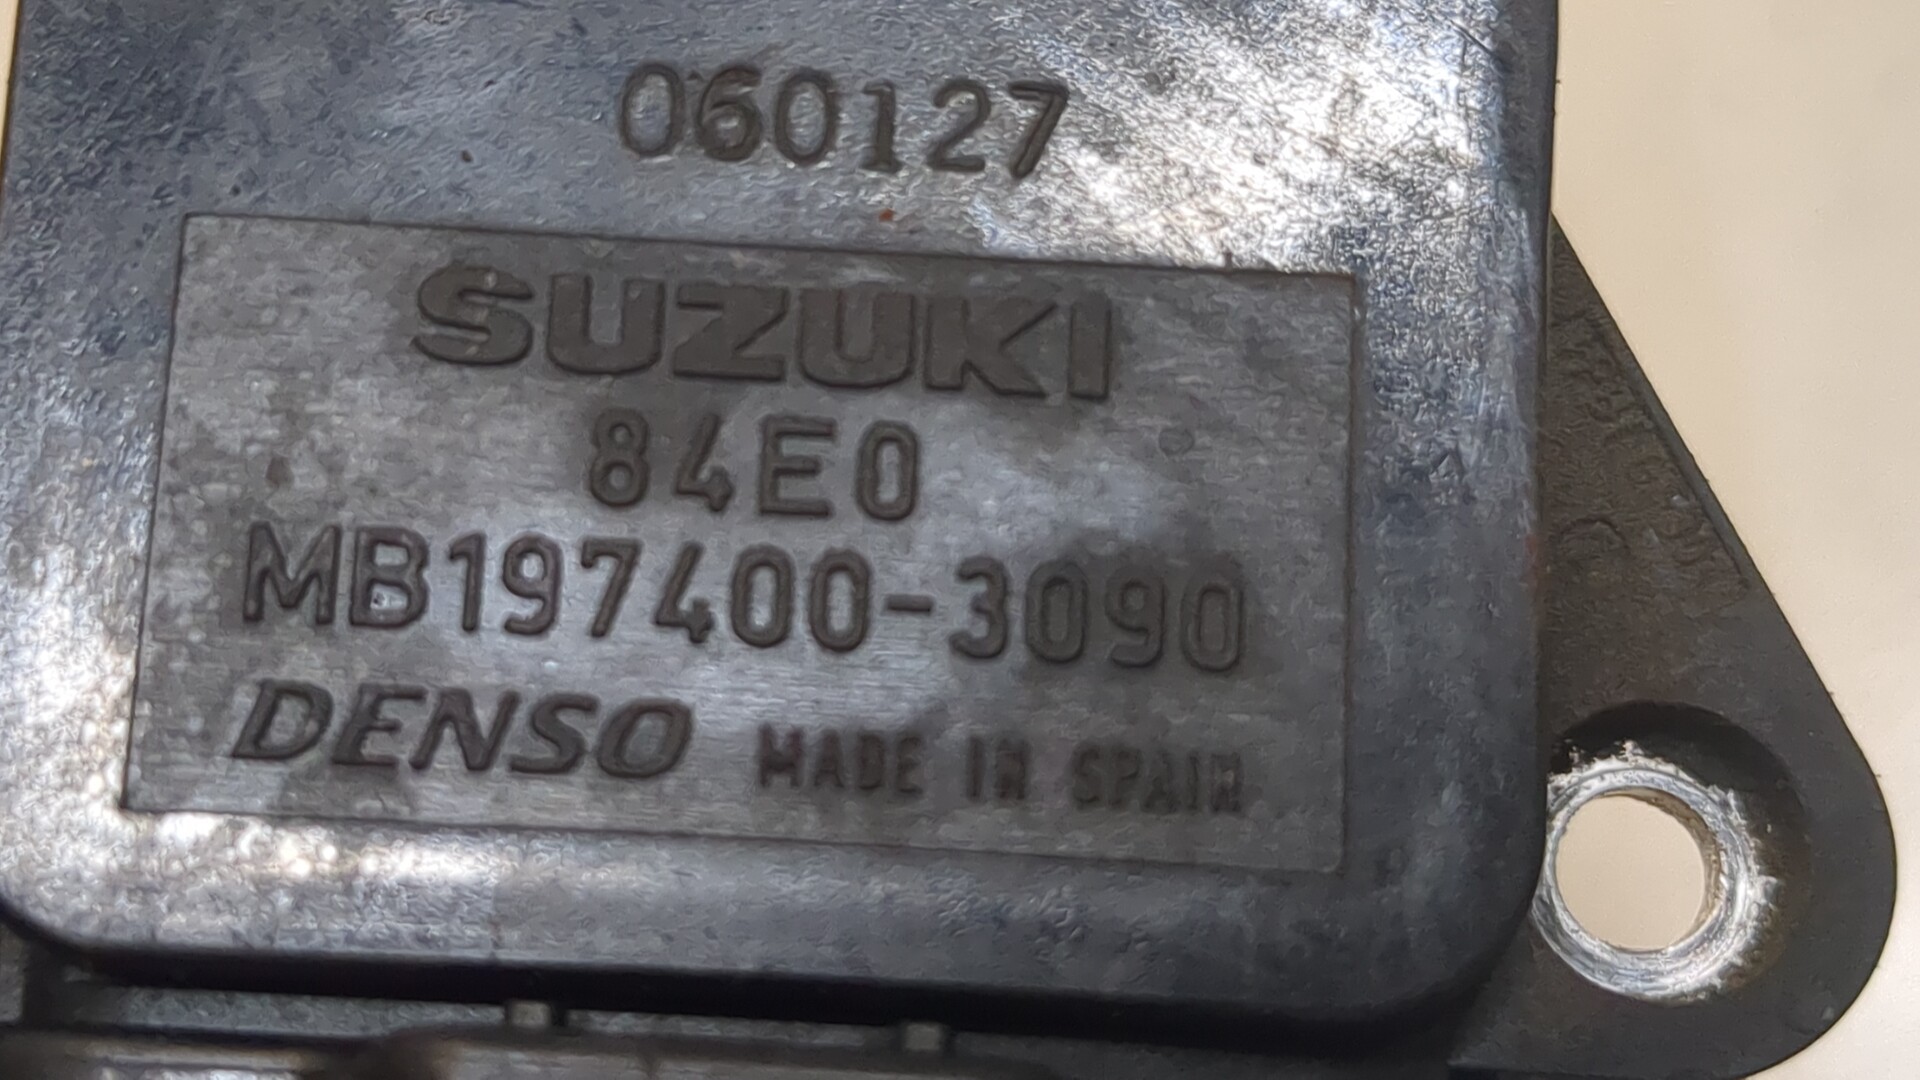 060127
SUZUKI
84E0
MB197400-3090
DENSO MADE IN SPAIN